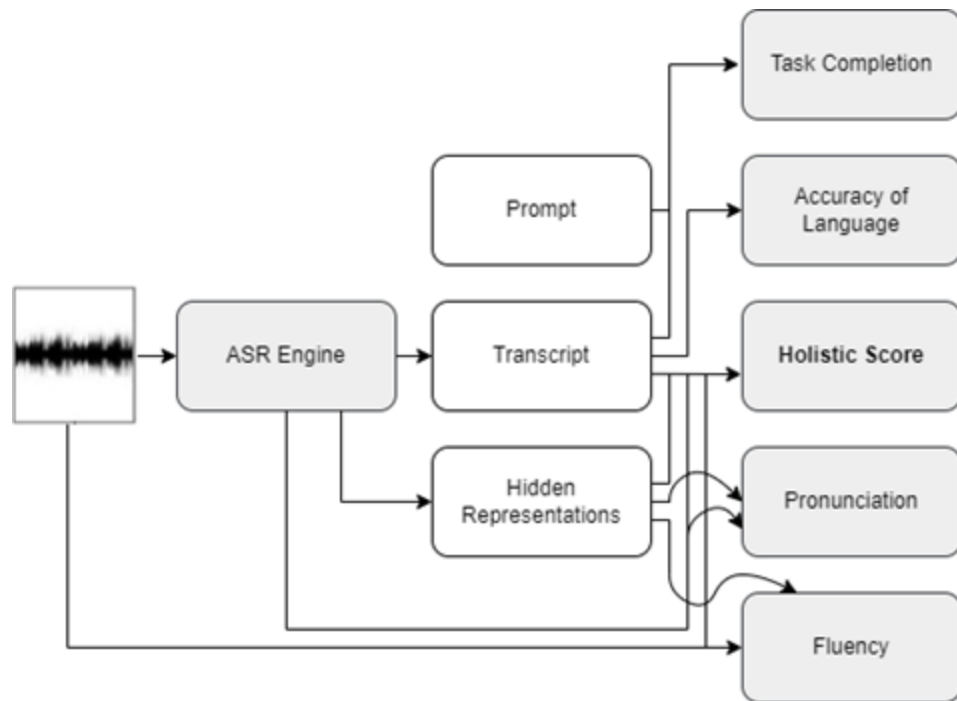 Task Completion
Prompt
Accuracy of
Language
ASR Engine
Transcript
Holistic Score
Hidden
Representations
Pronunciation
Fluency